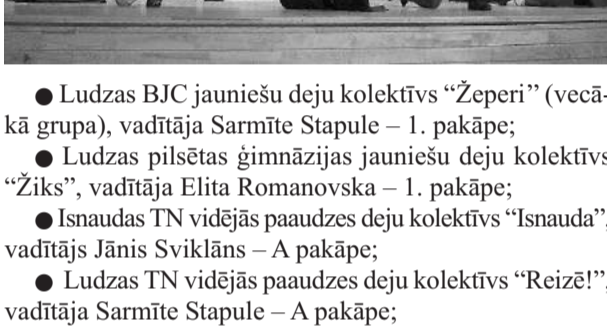 ● Ludzas BJC jauniešu deju kolektīvs “Žeperi” (vecā-
kā grupa), vadītāja Sarmīte Stapule – 1. pakāpe;
● Ludzas pilsētas ģimnāzijas jauniešu deju kolektīvs
“Žiks”, vadītāja Elita Romanovska – 1. pakāpe;
● Isnaudas TN vidējās paaudzes deju kolektīvs “Isnauda”,
vadītājs Jānis Sviklāns – A pakāpe;
● Ludzas TN vidējās paaudzes deju kolektīvs “Reizē!”,
vadītāja Sarmīte Stapule – A pakāpe;